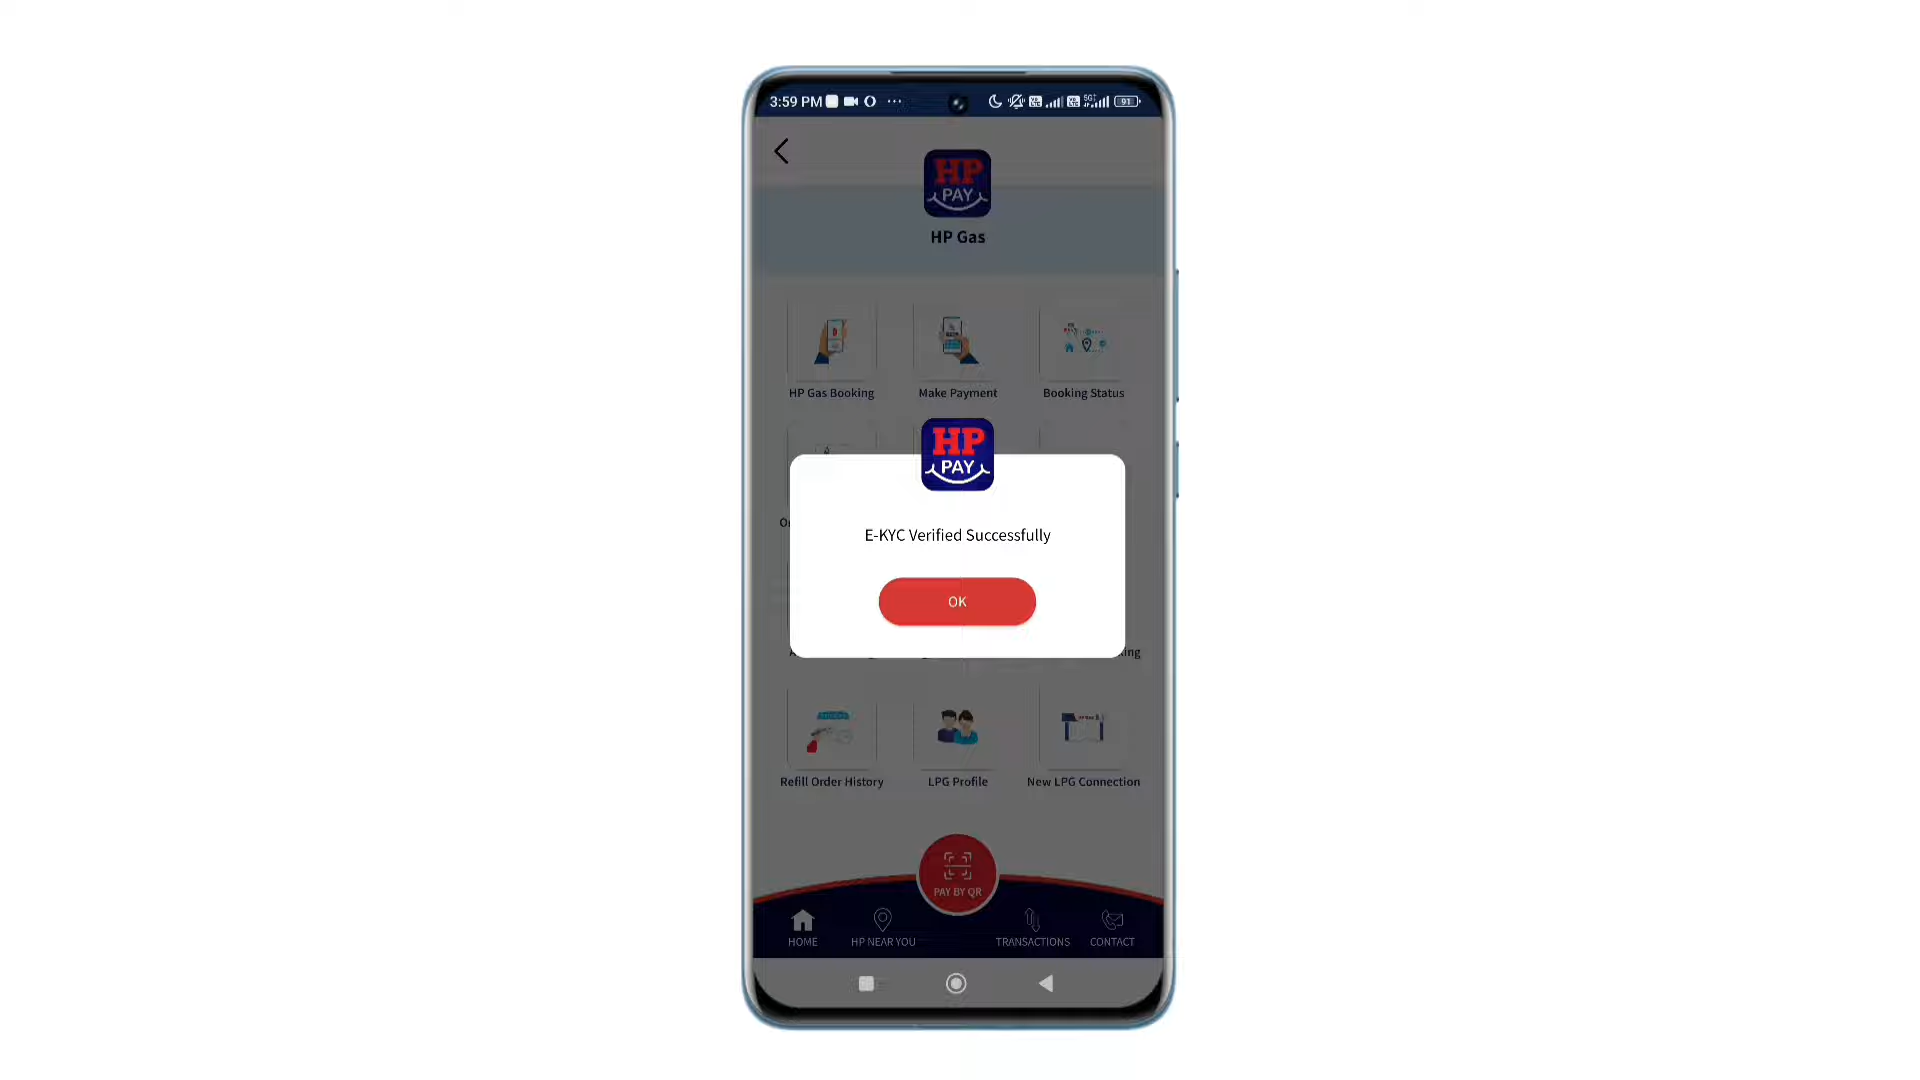 3:59 PM
91
HP
PAY
HP Gas
HP Gas Booking
Make Payment
Booking Status
HP
PAY
E-KYC Verified Successfully
OK
Refill Order History
LPG Profile
New LPG Connection
PAY BY QR
HOME
HP NEAR YOU
TRANSACTIONS
CONTACT